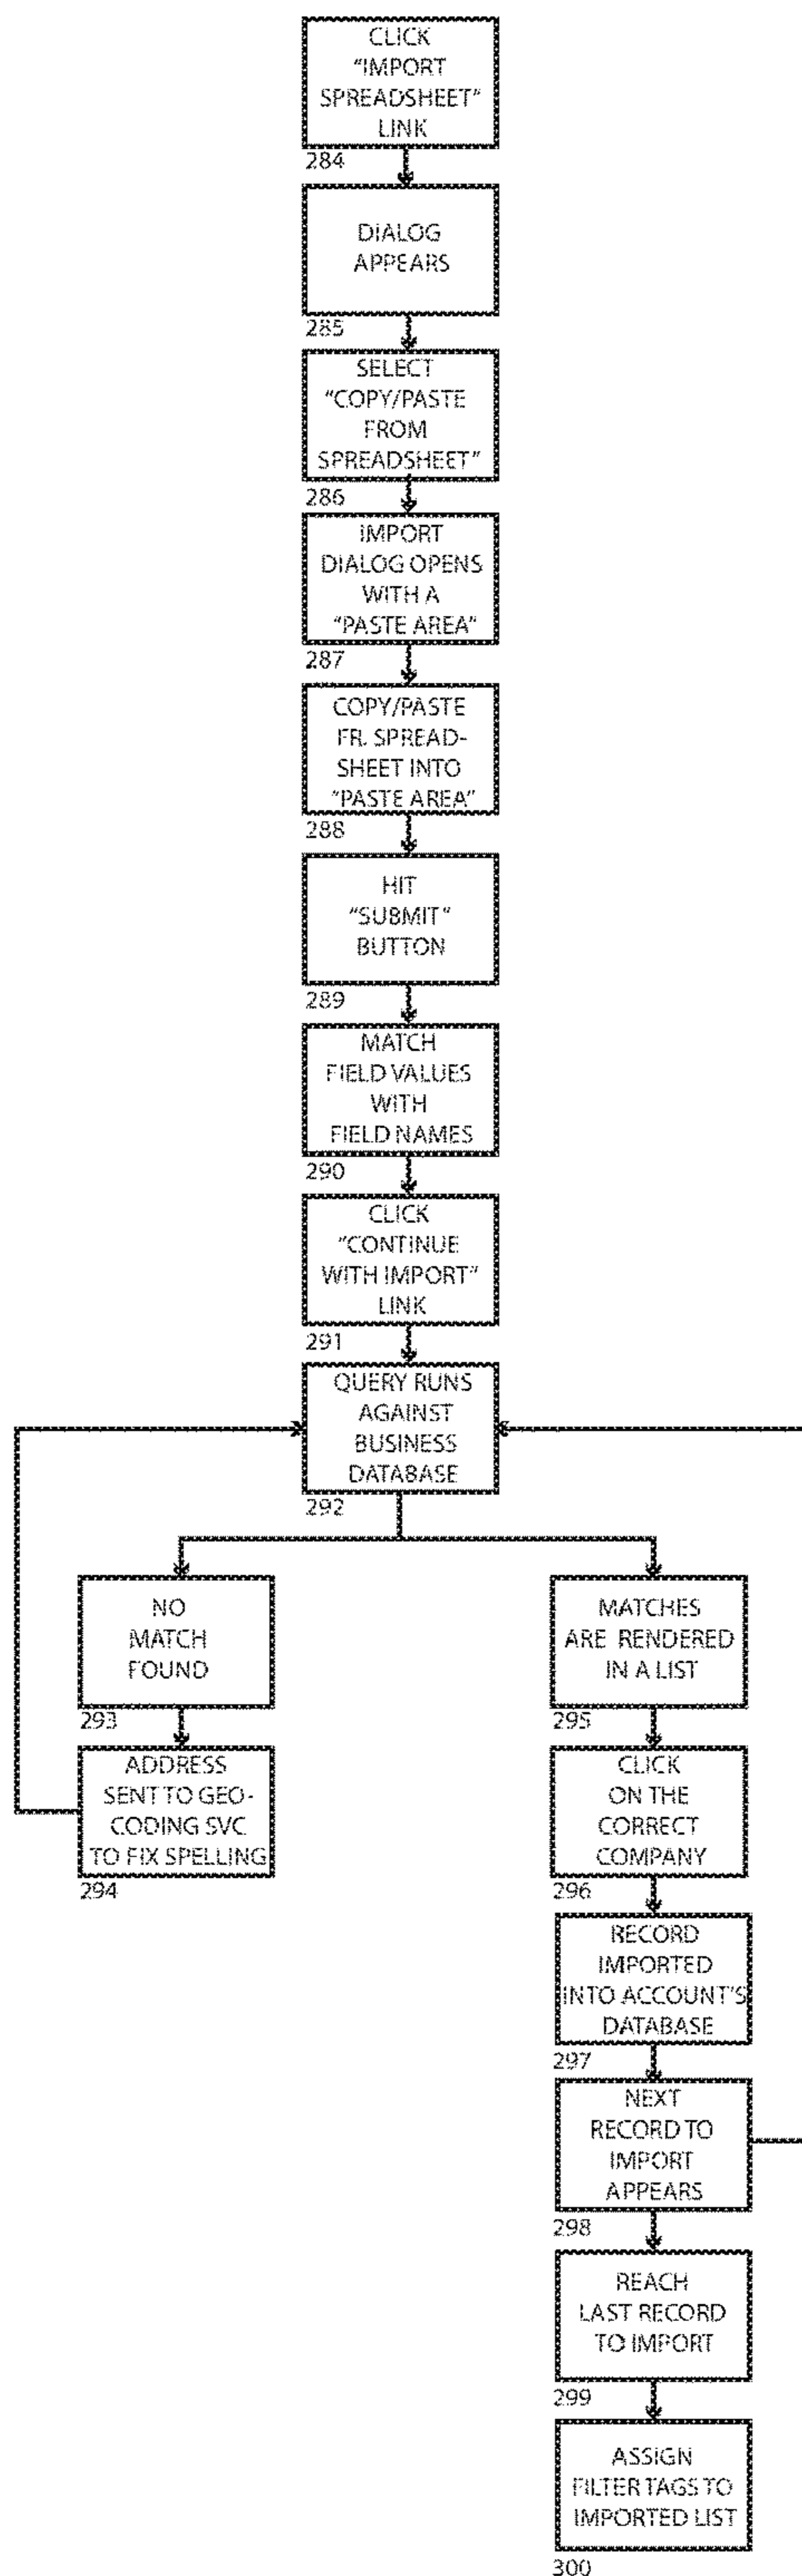 CLICK
"IMPORT
SPREADSHEET"
LINK
284
DIALOG
APPEARS
285
SELECT
"COPY/PASTE
FROM
SPREADSHEET"
286
IMPORT
DIALOG OPENS
WITH A
"PASTE AREA"
287
COPY/PASTE
FR. SPREAD-
SHEET INTO
"PASTE AREA"
288
HIT
"SUBMIT"
BUTTON
289
MATCH
FIELD VALUES
WITH
FIELD NAMES
290
CLICK
"CONTINUE
WITH IMPORT"
LINK
291
QUERY RUNS
AGAINST
BUSINESS
DATABASE
292
NO
MATCH
FOUND
293
ADDRESS
SENT TO GEO-
CODING SVC
TO FIX SPELLING
294
MATCHES
ARE RENDERED
IN A LIST
295
CLICK
ON THE
CORRECT
COMPANY
296
RECORD
IMPORTED
INTO ACCOUNT'S
DATABASE
297
NEXT
RECORD TO
IMPORT
APPEARS
298
REACH
LAST RECORD
TO IMPORT
299
ASSIGN
FILTER TAGS TO
IMPORTED LIST
300